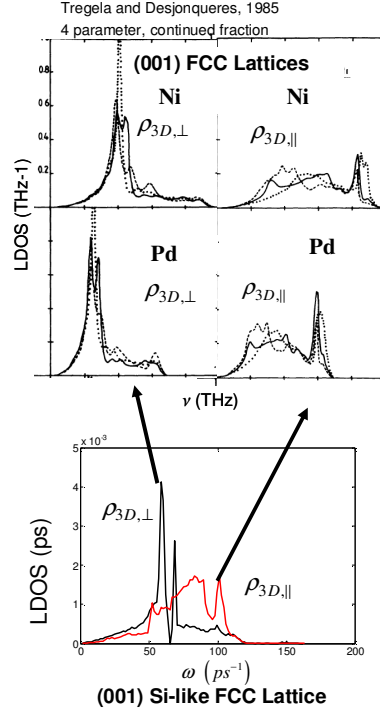 Tregela and Desjonqueres, 1985
4 parameter, continued fraction
(001) FCC Lattices
Ni
Ni
ρ3D,⊥
ρ3D,||
0.8
0.6
0.4
0.2
LDOS (THz-1)
Pd
Pd
ρ3D,⊥
ρ3D,||
ν (THz)
x 10⁻³
5
4
3
2
1
0
LDOS (ps)
ρ3D,⊥
ρ3D,||
0 50 100 150 200
ω (ps⁻¹)
(001) Si-like FCC Lattice